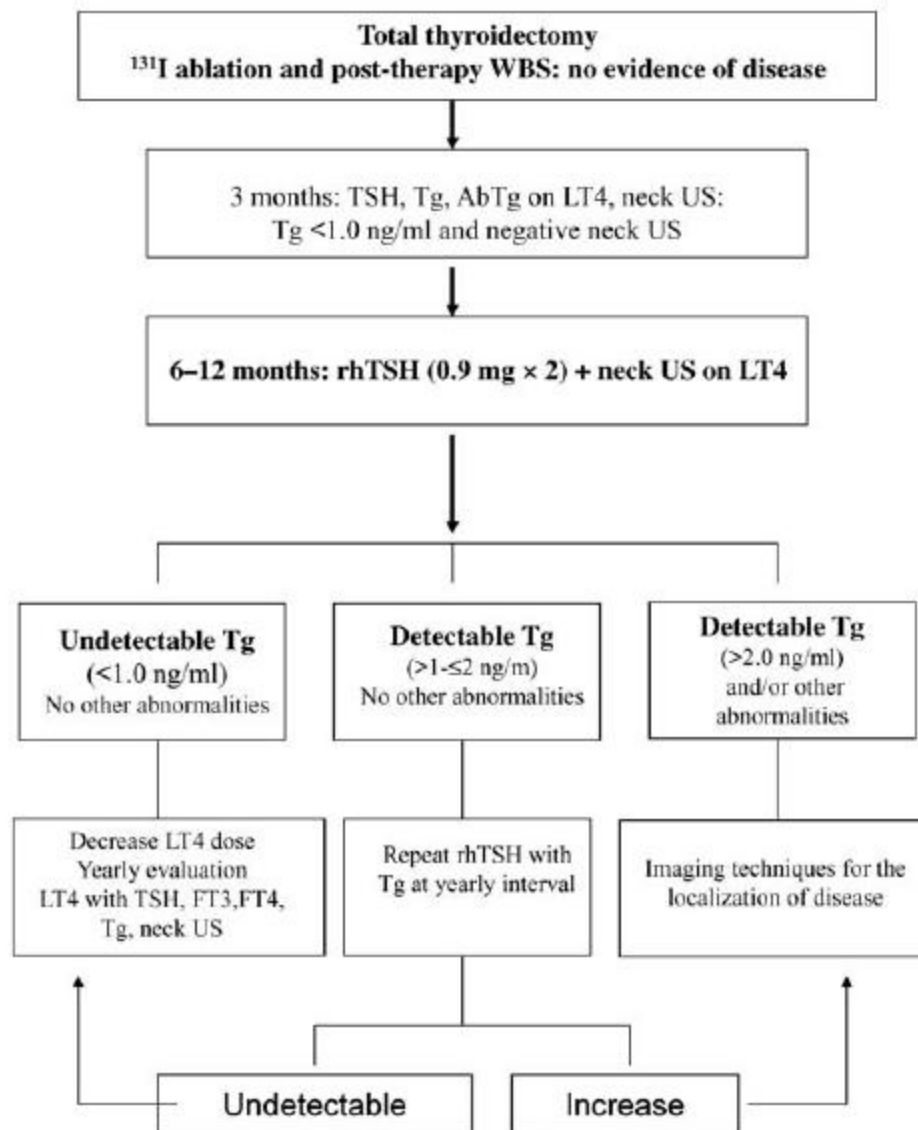 Total thyroidectomy
¹³¹I ablation and post-therapy WBS: no evidence of disease
3 months: TSH, Tg, AbTg on LT4, neck US:
Tg <1.0 ng/ml and negative neck US
6–12 months: rhTSH (0.9 mg × 2) + neck US on LT4
Undetectable Tg
(<1.0 ng/ml)
No other abnormalities
Detectable Tg
(>1-≤2 ng/m)
No other abnormalities
Detectable Tg
(>2.0 ng/ml)
and/or other
abnormalities
Decrease LT4 dose
Yearly evaluation
LT4 with TSH, FT3,FT4,
Tg, neck US
Repeat rhTSH with
Tg at yearly interval
Imaging techniques for the
localization of disease
Undetectable
Increase